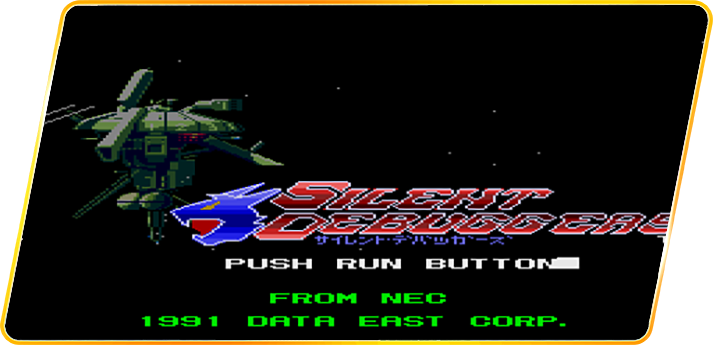 SILENT
DEBUGGERS
サイレント・デバッガーズ
PUSH RUN BUTTON
FROM NEC
1991 DATA EAST CORP.